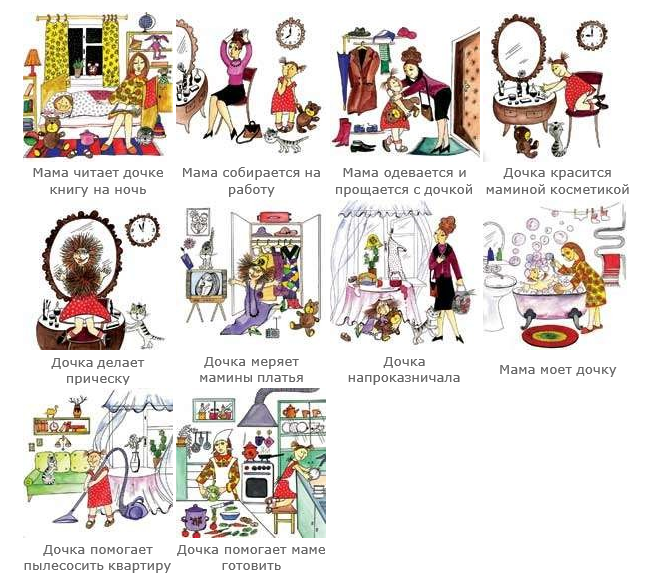 Мама читает дочке
книгу на ночь
Мама собирается на
работу
Мама одевается и
прощается с дочкой
Дочка красится
маминой косметикой
Дочка делает
прическу
Дочка меряет
мамины платья
Дочка
напроказничала
Мама моет дочку
Дочка помогает
пылесосить квартиру
Дочка помогает маме
готовить